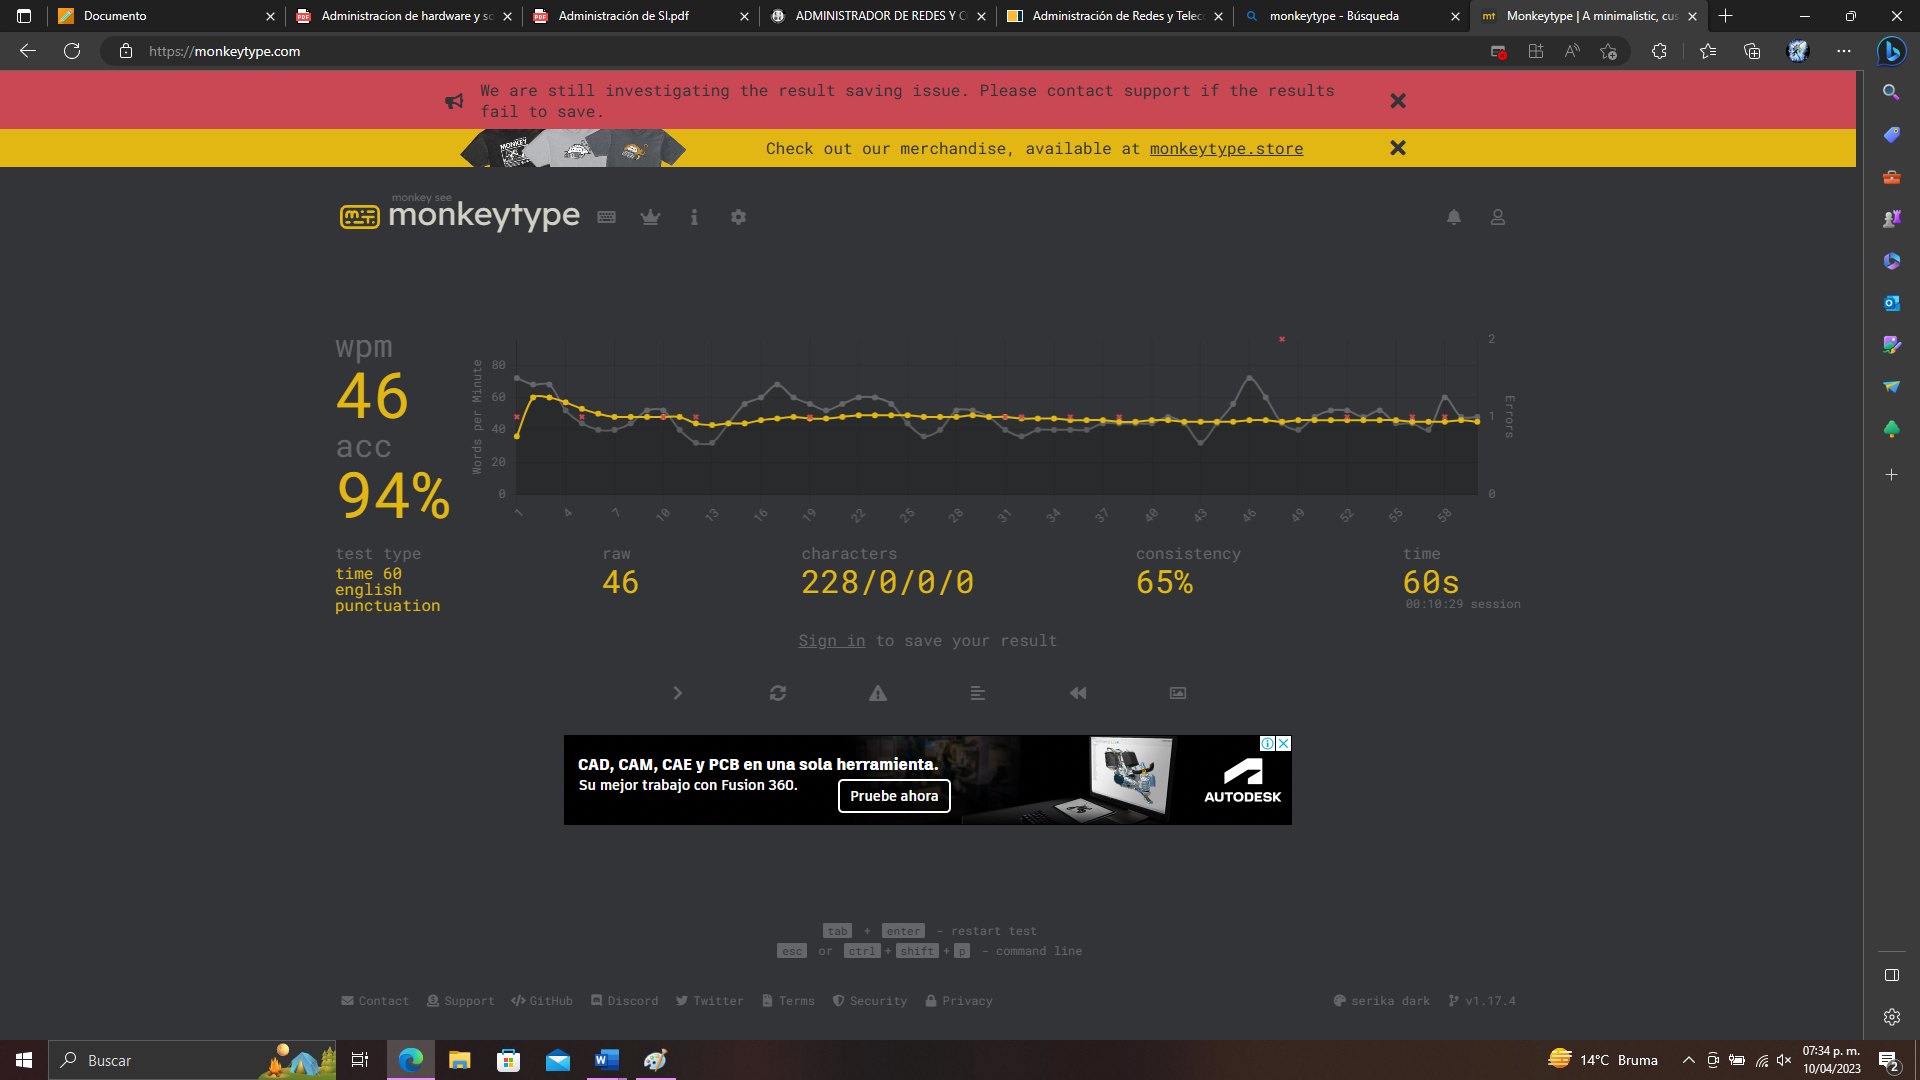 Documento
Administracion de hardware y so
Administración de SI.pdf
ADMINISTRADOR DE REDES Y C
Administración de Redes y Telec
monkeytype - Búsqueda
Monkeytype | A minimalistic, cus
https://monkeytype.com
We are still investigating the result saving issue. Please contact support if the results
fail to save.
Check out our merchandise, available at monkeytype.store
monkey see
monkeytype
wpm
46
acc
94%
Words per Minute
80
60
40
20
0
2
1
0
Errors
1 4 7 10 13 16 19 22 25 28 31 34 37 40 43 46 49 52 55 58
test type
time 60
english
punctuation
raw
46
characters
228/0/0/0
consistency
65%
time
60s
00:10:29 session
Sign in to save your result
CAD, CAM, CAE y PCB en una sola herramienta.
Su mejor trabajo con Fusion 360.
Pruebe ahora
AUTODESK
tab + enter - restart test
esc or ctrl + shift + p - command line
Contact Support GitHub Discord Twitter Terms Security Privacy
serika dark v1.17.4
Buscar
14°C Bruma
07:34 p. m.
10/04/2023
2